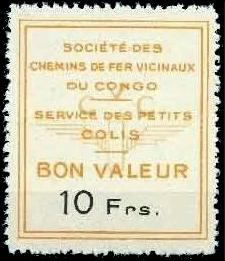 SOCIÉTÉ DES
CHEMINS DE FER VICINAUX
DU CONGO
SERVICE DES PETITS
COLIS
BON VALEUR
10 Frs.